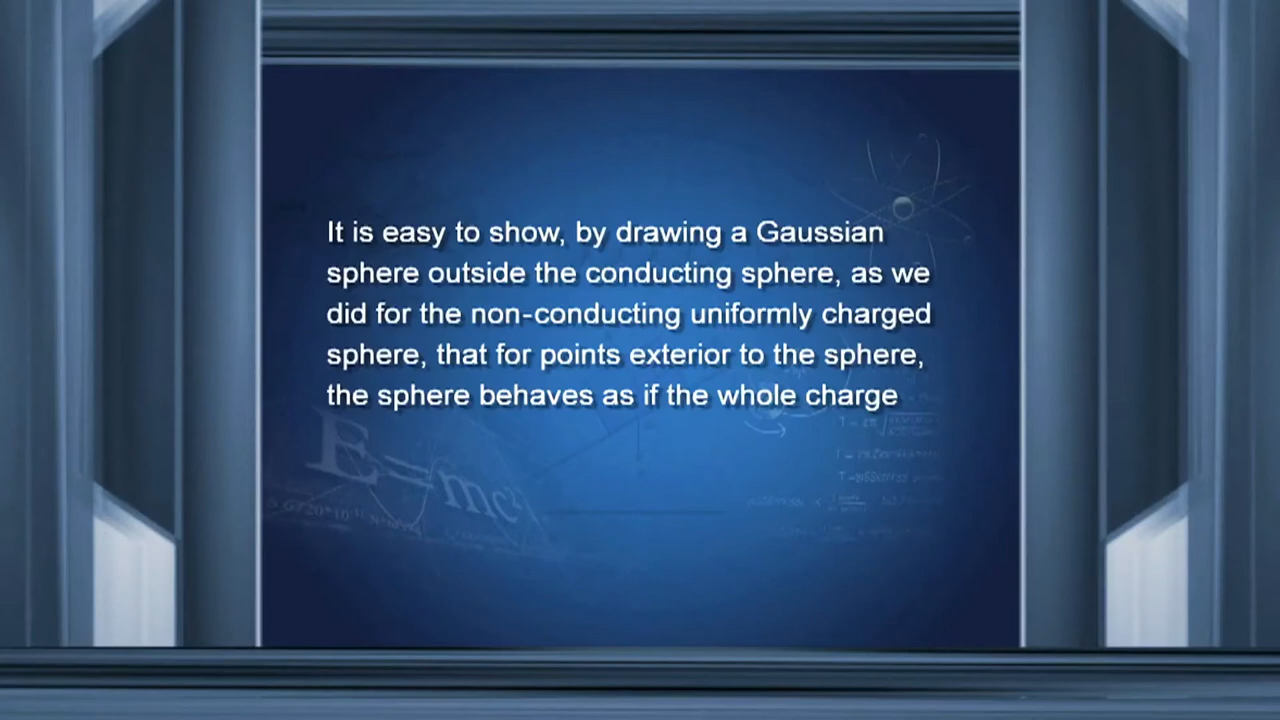 It is easy to show, by drawing a Gaussian
sphere outside the conducting sphere, as we
did for the non-conducting uniformly charged
sphere, that for points exterior to the sphere,
the sphere behaves as if the whole charge
E=mc²